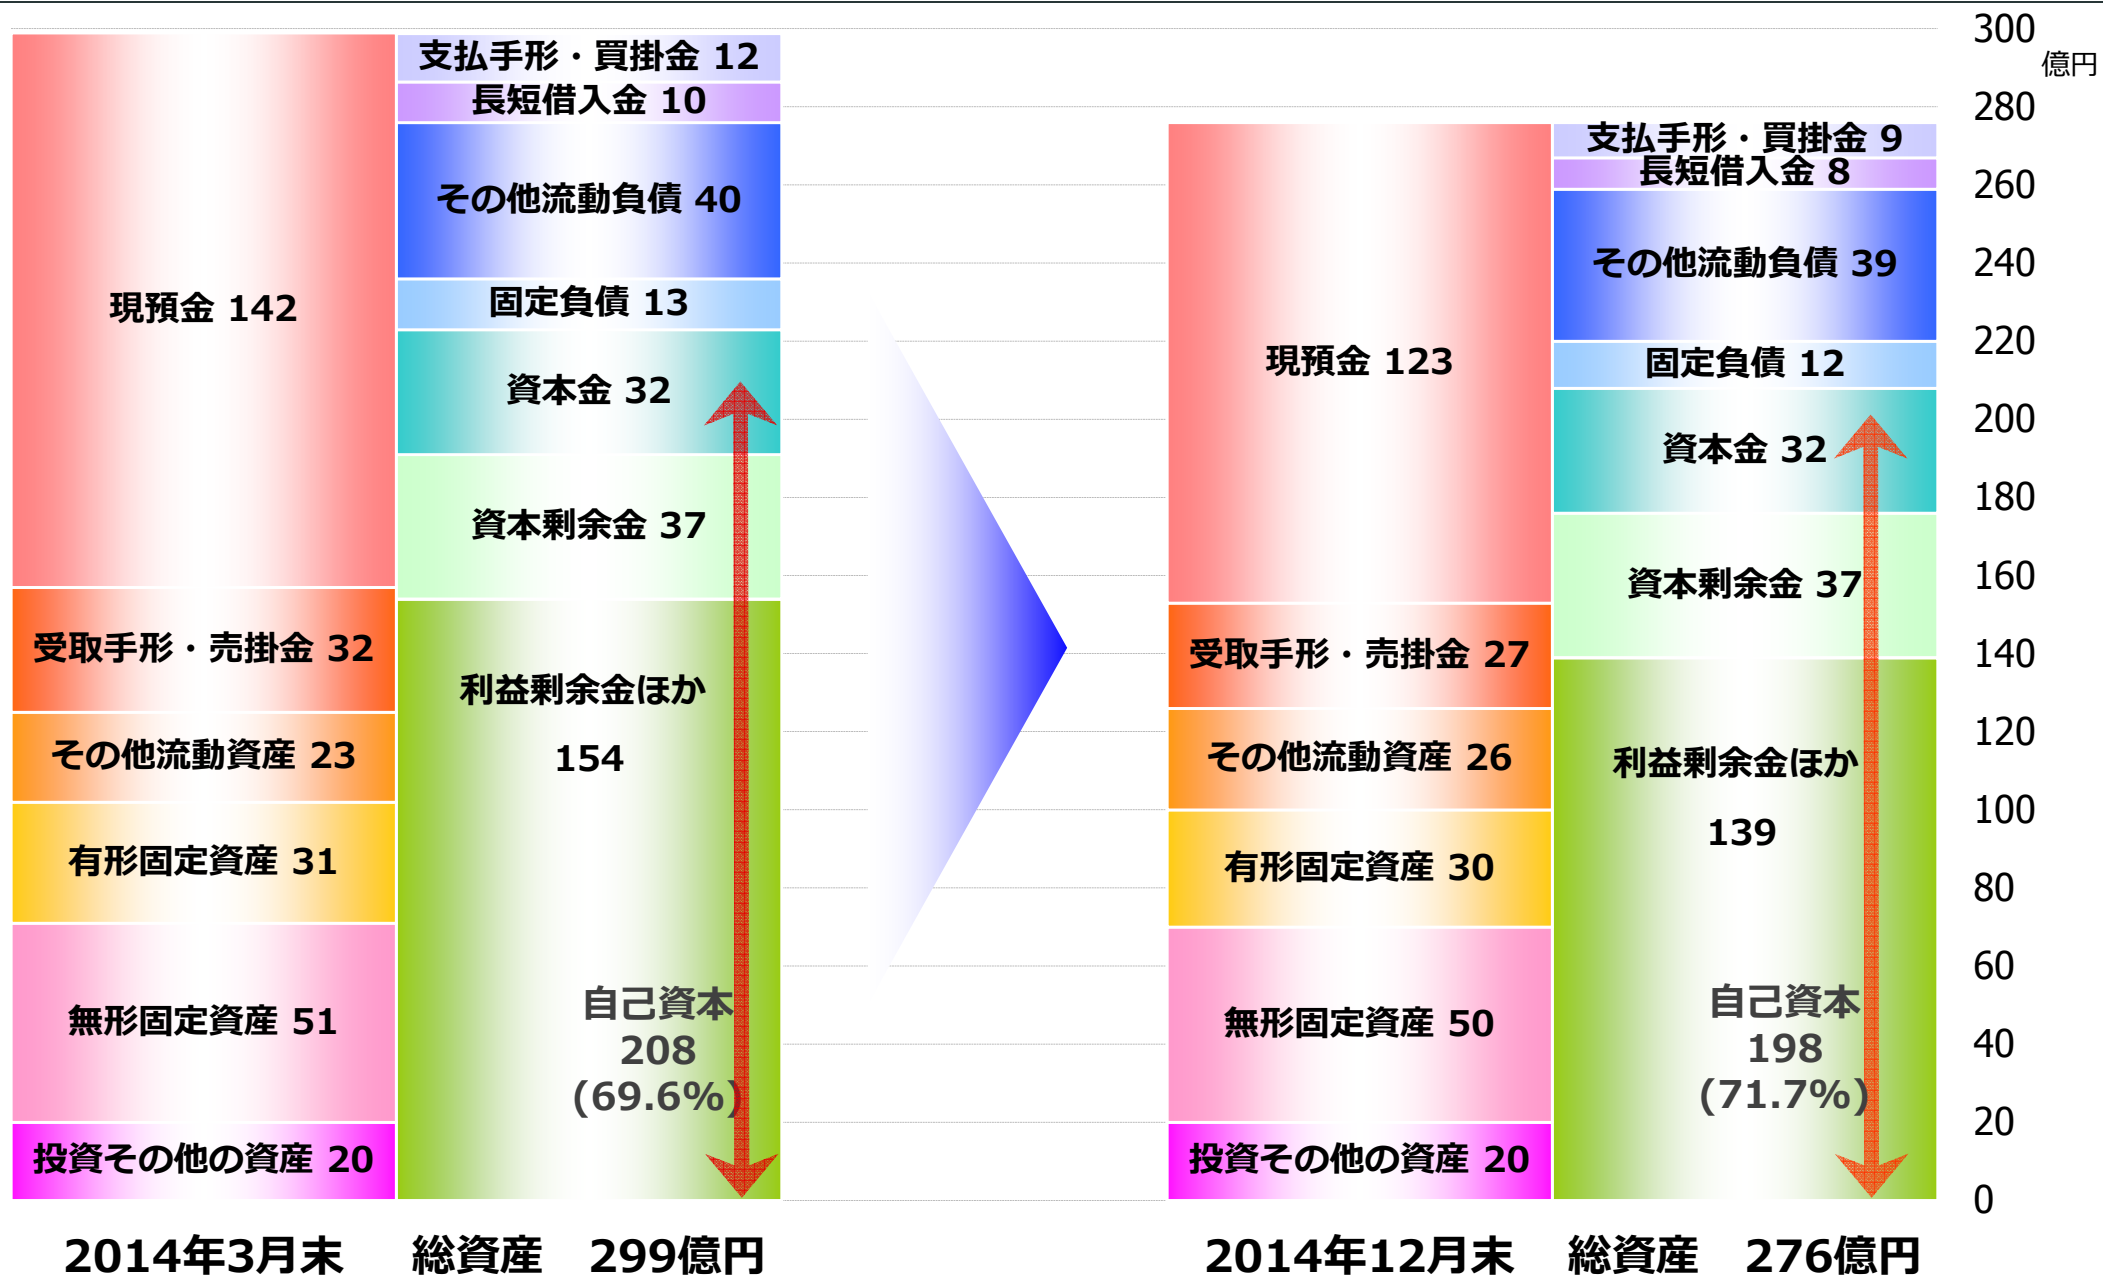 現預金 142
受取手形・売掛金 32
その他流動資産 23
有形固定資産 31
無形固定資産 51
投資その他の資産 20
支払手形・買掛金 12
長短借入金 10
その他流動負債 40
固定負債 13
資本金 32
資本剰余金 37
利益剰余金ほか
154
自己資本
208
(69.6%)
2014年3月末 総資産 299億円
現預金 123
受取手形・売掛金 27
その他流動資産 26
有形固定資産 30
無形固定資産 50
投資その他の資産 20
支払手形・買掛金 9
長短借入金 8
その他流動負債 39
固定負債 12
資本金 32
資本剰余金 37
利益剰余金ほか
139
自己資本
198
(71.7%)
2014年12月末 総資産 276億円
300
億円
280
260
240
220
200
180
160
140
120
100
80
60
40
20
0